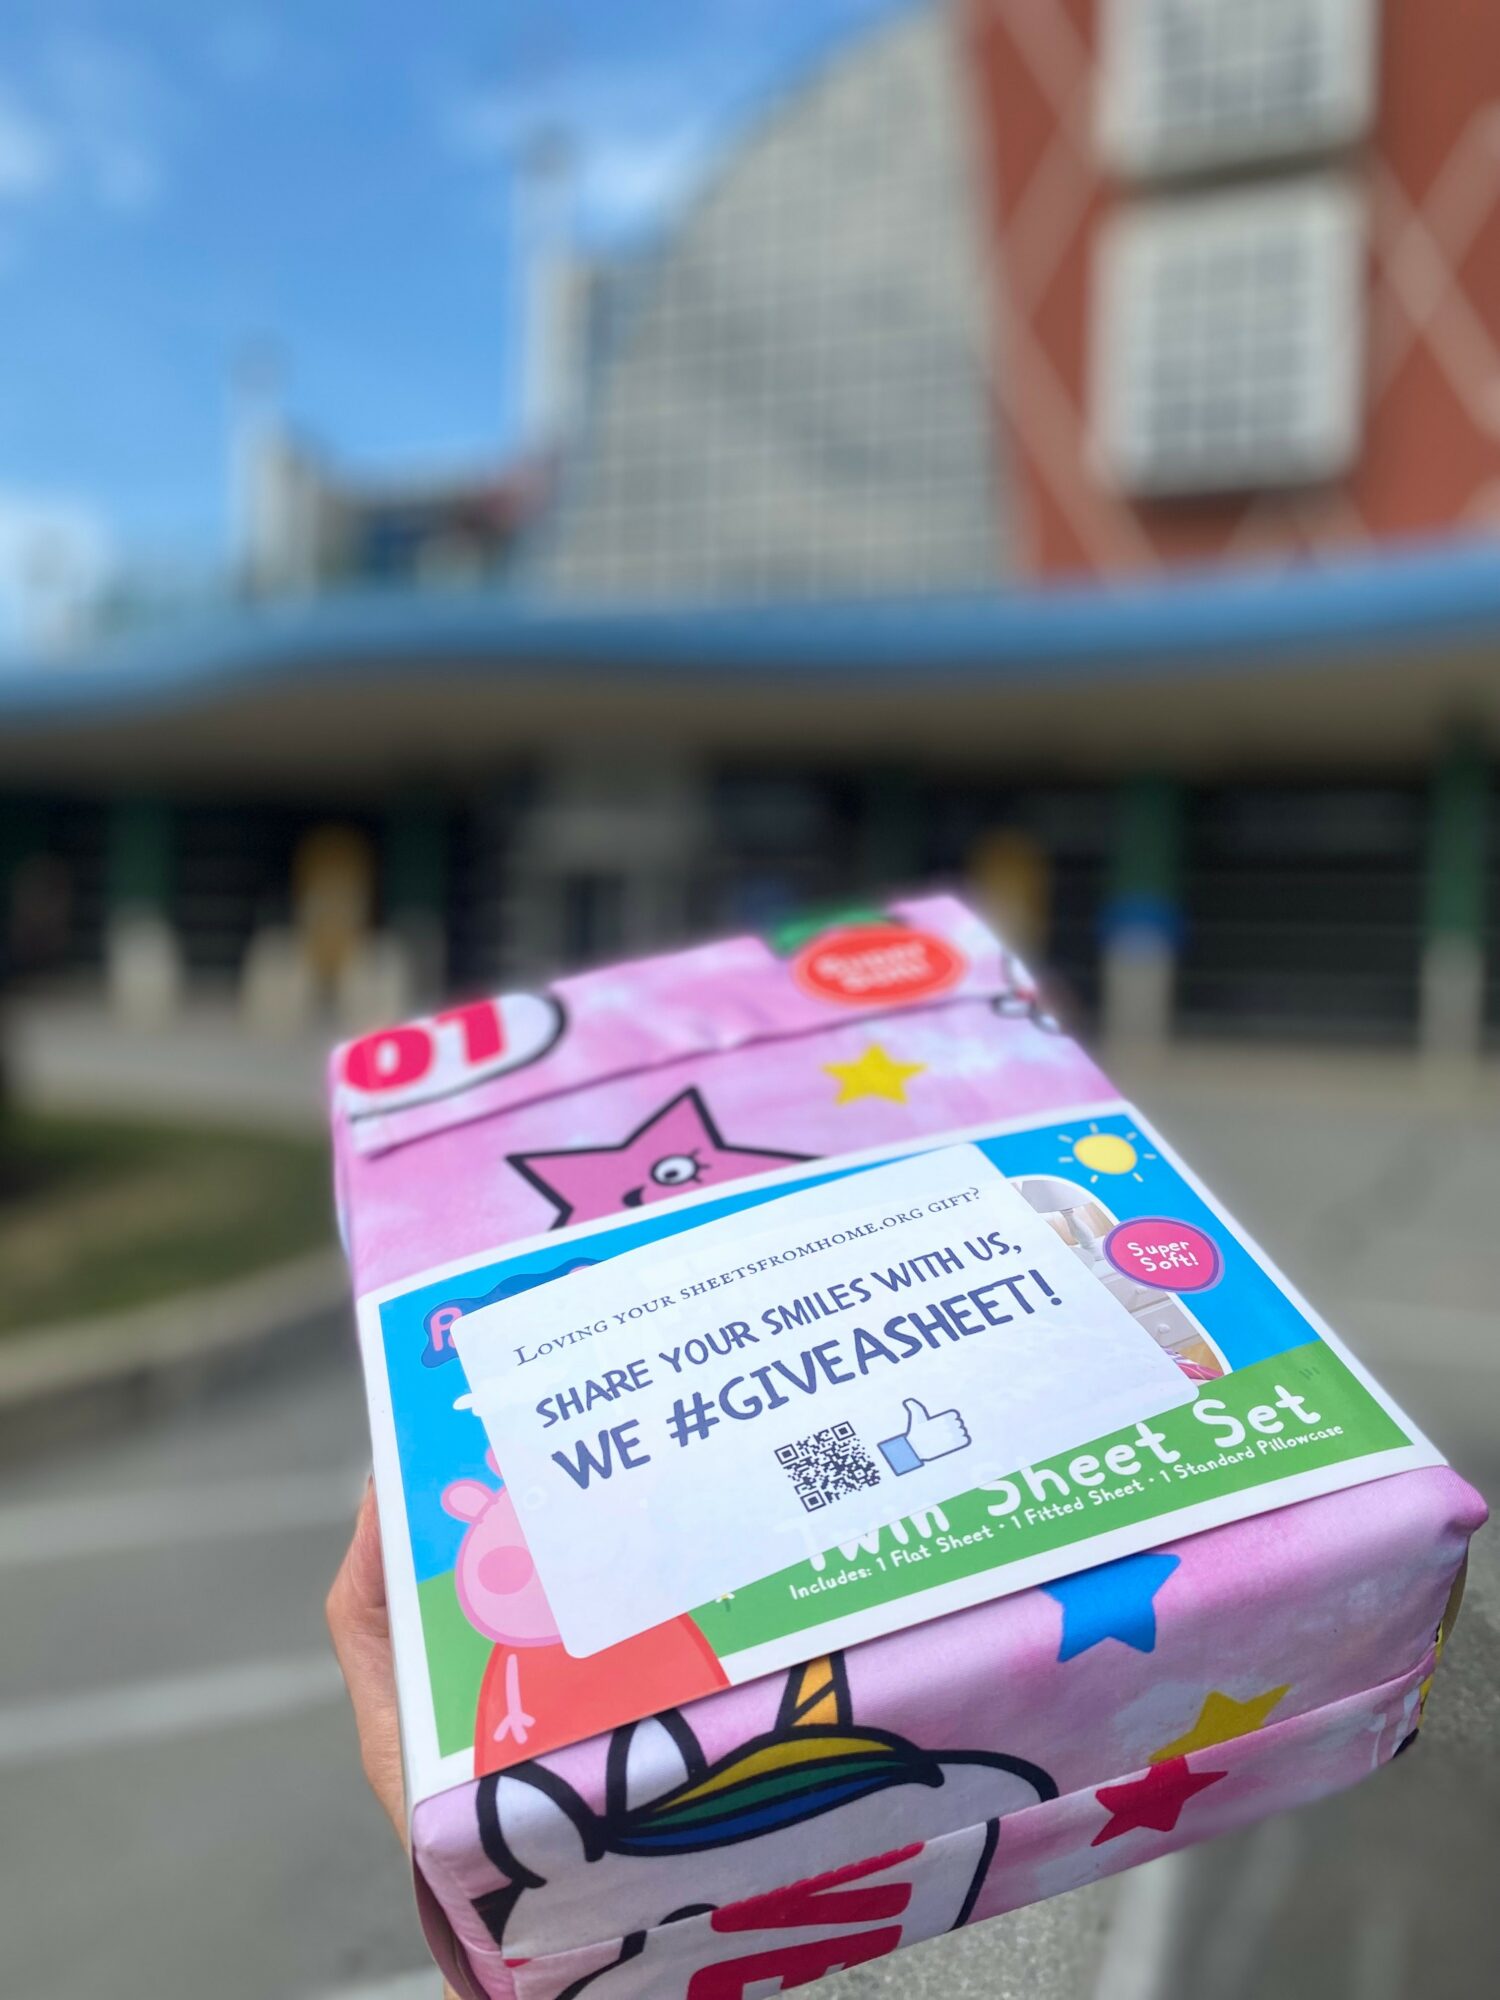 LOVING YOUR SHEETSFROMHOME.ORG GIFT?
SHARE YOUR SMILES WITH US,
WE #GIVEASHEET!
Super
Soft!
Twin Sheet Set
Includes: 1 Flat Sheet · 1 Fitted Sheet · 1 Standard Pillowcase